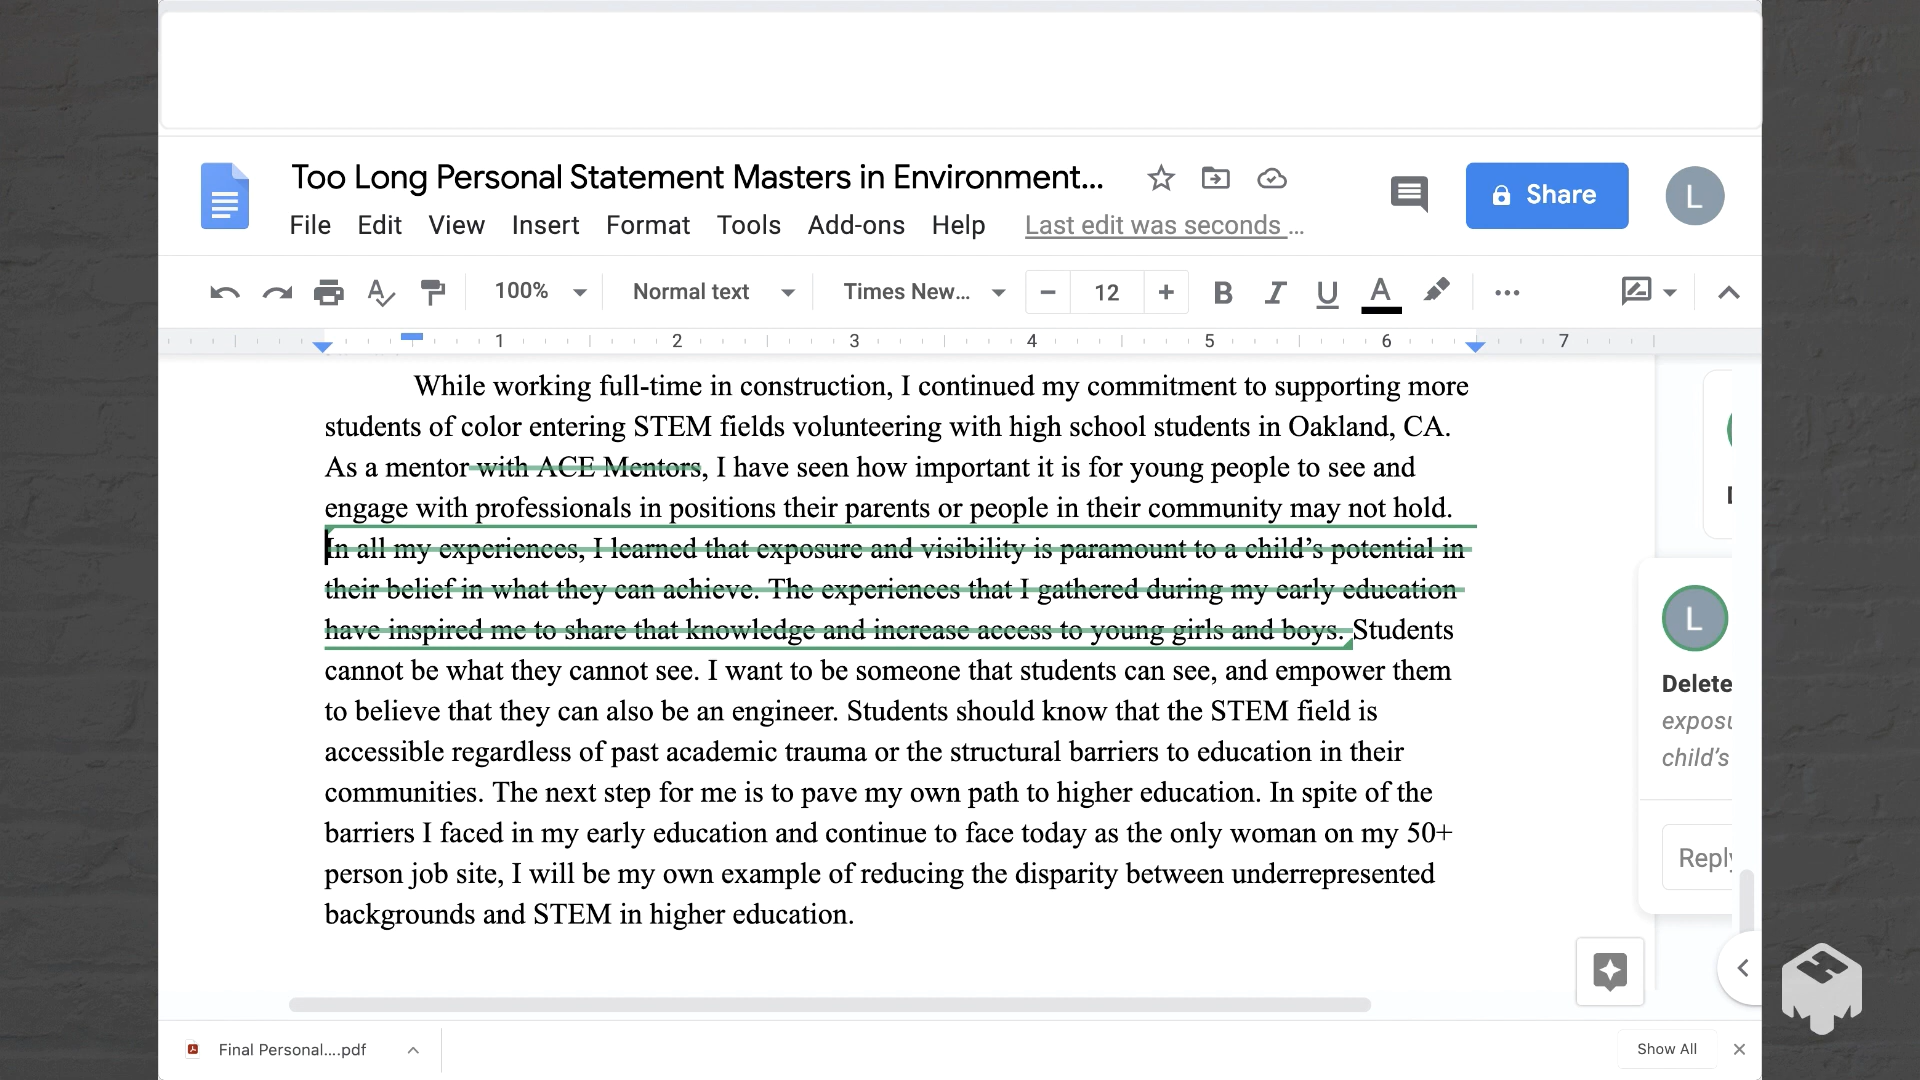 Too Long Personal Statement Masters in Environment...
Share
L
File Edit View Insert Format Tools Add-ons Help Last edit was seconds ...
100% Normal text Times New... 12 B I U A
1 2 3 4 5 6 7
While working full-time in construction, I continued my commitment to supporting more
students of color entering STEM fields volunteering with high school students in Oakland, CA.
As a mentor with ACE Mentors, I have seen how important it is for young people to see and
engage with professionals in positions their parents or people in their community may not hold.
In all my experiences, I learned that exposure and visibility is paramount to a child's potential in
their belief in what they can achieve. The experiences that I gathered during my early education
have inspired me to share that knowledge and increase access to young girls and boys. Students
cannot be what they cannot see. I want to be someone that students can see, and empower them
to believe that they can also be an engineer. Students should know that the STEM field is
accessible regardless of past academic trauma or the structural barriers to education in their
communities. The next step for me is to pave my own path to higher education. In spite of the
barriers I faced in my early education and continue to face today as the only woman on my 50+
person job site, I will be my own example of reducing the disparity between underrepresented
backgrounds and STEM in higher education.
L
Delete
child's
Reply
Final Personal....pdf
Show All